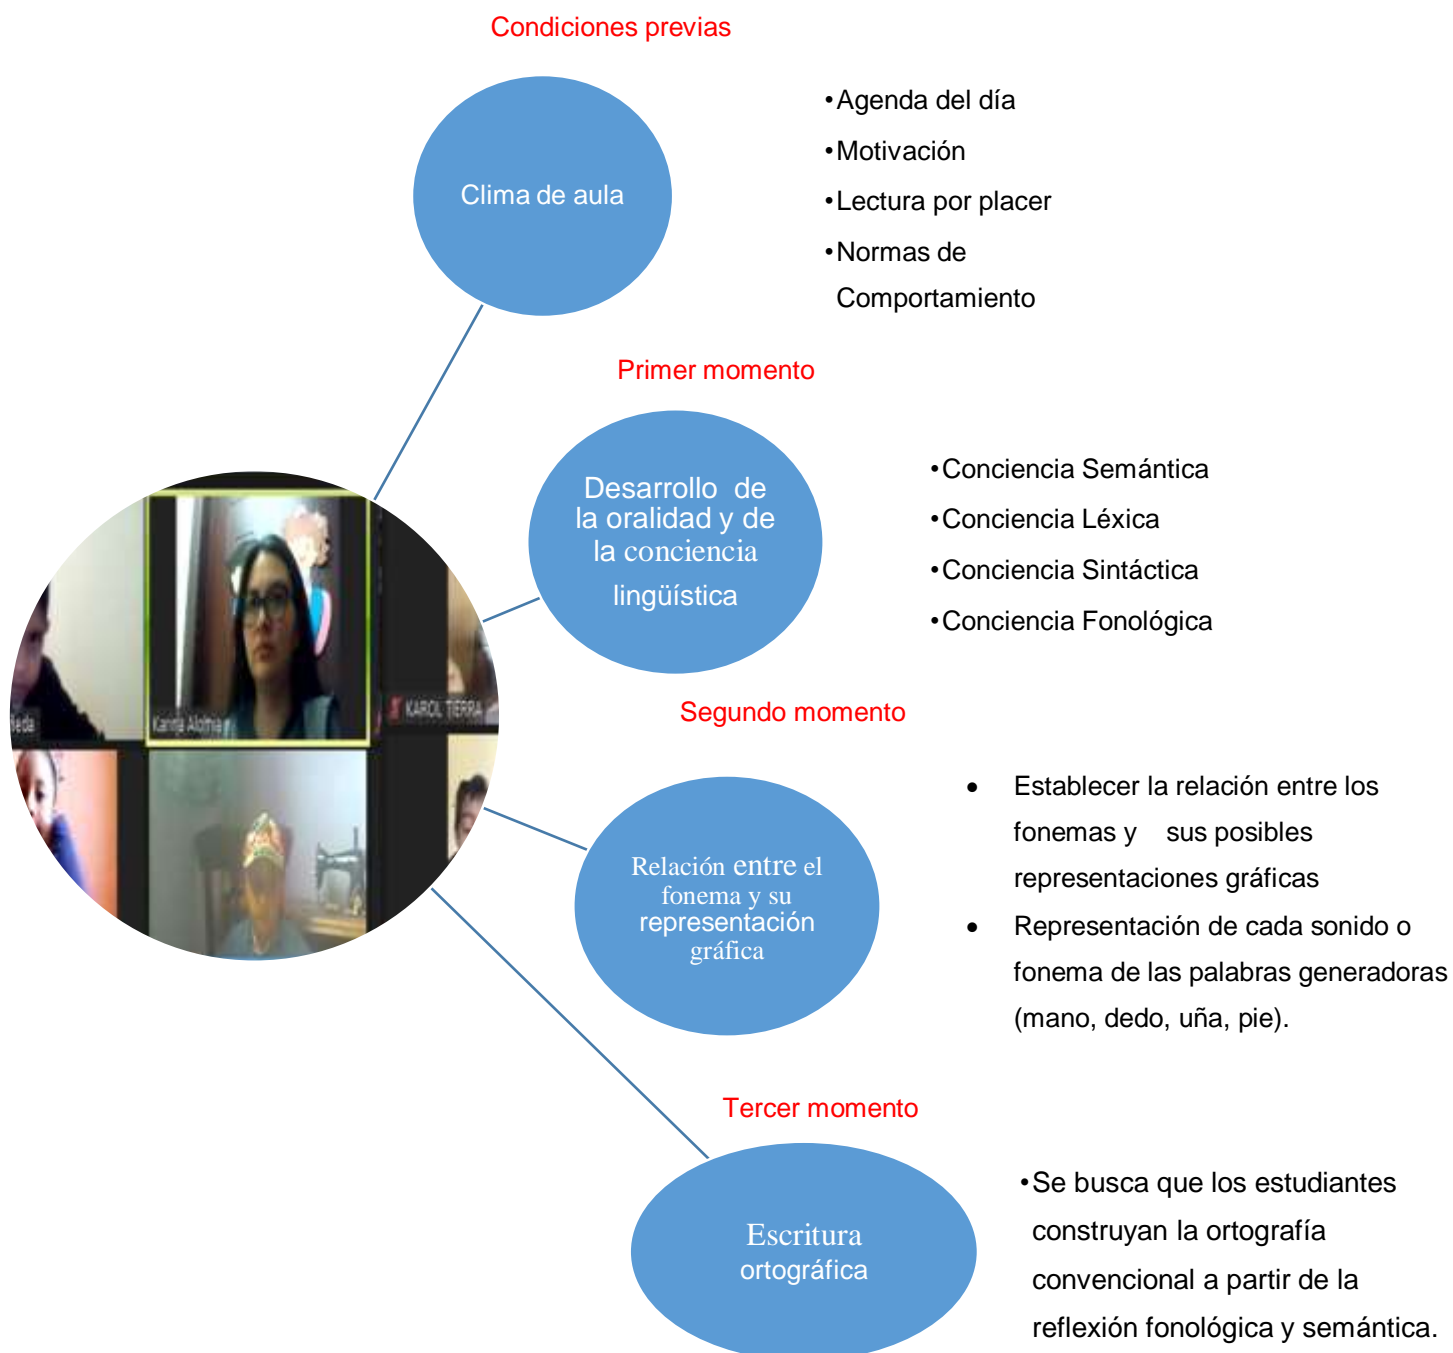 Condiciones previas
Clima de aula
•Agenda del día
•Motivación
•Lectura por placer
•Normas de
Comportamiento
Primer momento
Desarrollo de
la oralidad y de
la conciencia
lingüística
•Conciencia Semántica
•Conciencia Léxica
•Conciencia Sintáctica
•Conciencia Fonológica
KAROL TIERRA
Segundo momento
Relación entre el
fonema y su
representación
gráfica
• Establecer la relación entre los
fonemas y sus posibles
representaciones gráficas
• Representación de cada sonido o
fonema de las palabras generadoras
(mano, dedo, uña, pie).
Tercer momento
Escritura
ortográfica
•Se busca que los estudiantes
construyan la ortografía
convencional a partir de la
reflexión fonológica y semántica.